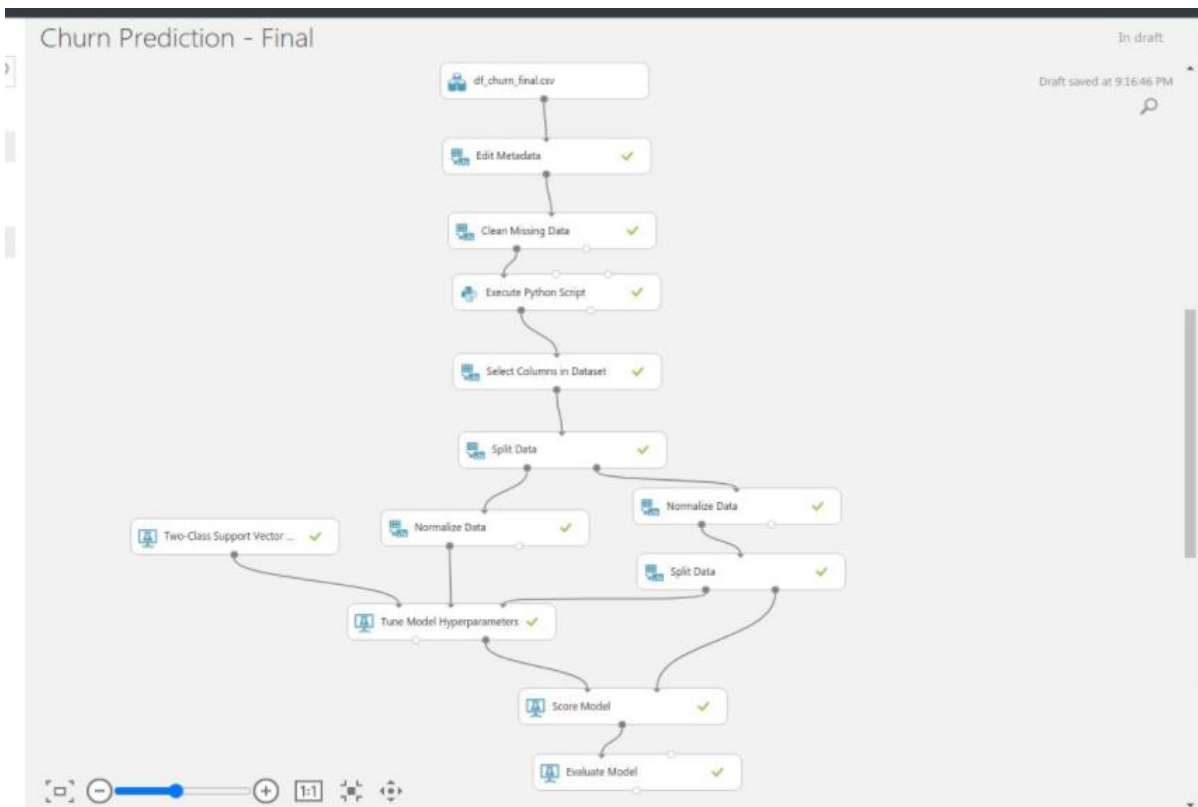 Churn Prediction - Final
In draft
Draft saved at 9:16:46 PM
df_churn_final.csv
Edit Metadata
Clean Missing Data
Execute Python Script
Select Columns in Dataset
Split Data
Normalize Data
Normalize Data
Two-Class Support Vector ...
Split Data
Tune Model Hyperparameters
Score Model
Evaluate Model
1:1